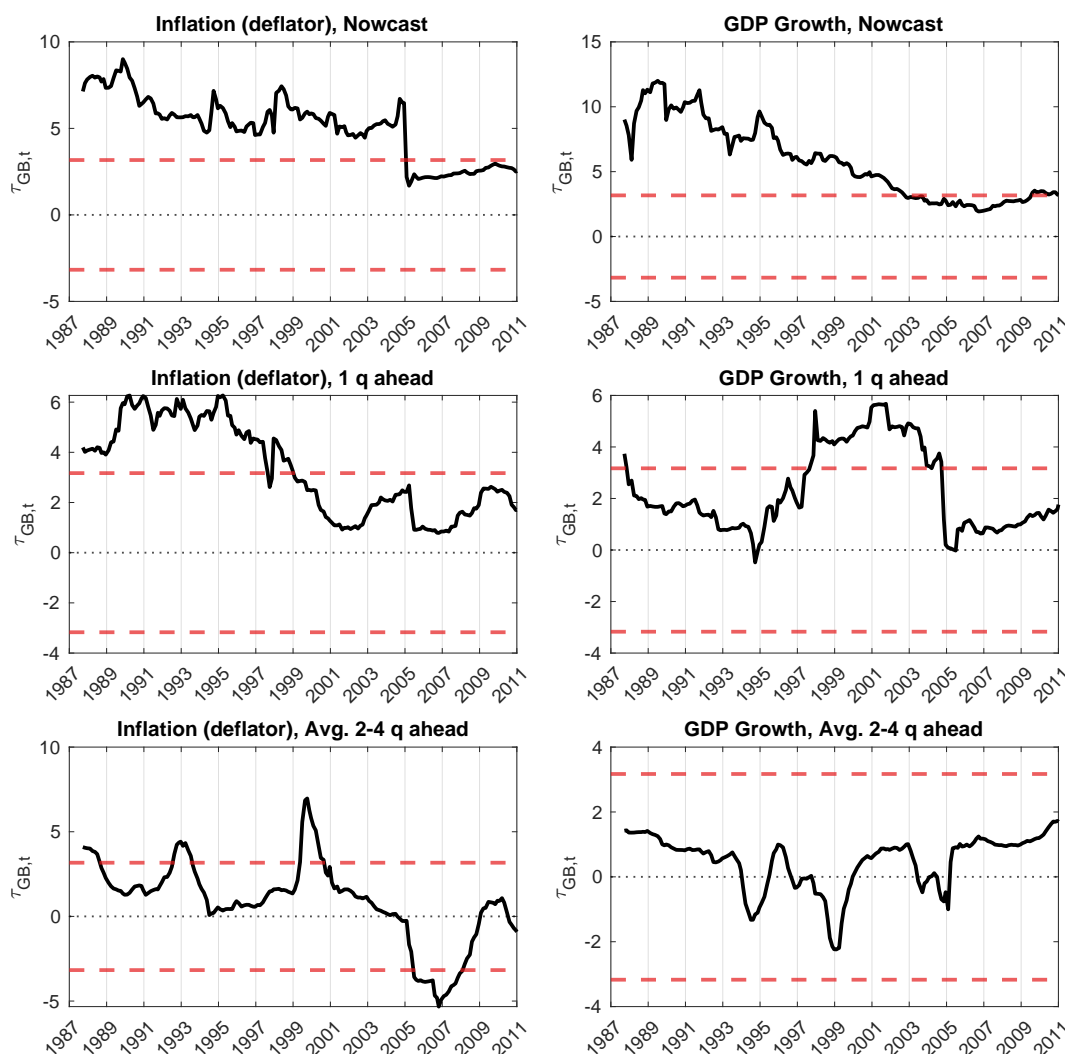 Inflation (deflator), Nowcast
10
5
0
-5
τGB,t
1987 1989 1991 1993 1995 1997 1999 2001 2003 2005 2007 2009 2011
GDP Growth, Nowcast
15
10
5
0
-5
τGB,t
1987 1989 1991 1993 1995 1997 1999 2001 2003 2005 2007 2009 2011
Inflation (deflator), 1 q ahead
6
4
2
0
-2
-4
τGB,t
1987 1989 1991 1993 1995 1997 1999 2001 2003 2005 2007 2009 2011
GDP Growth, 1 q ahead
6
4
2
0
-2
-4
τGB,t
1987 1989 1991 1993 1995 1997 1999 2001 2003 2005 2007 2009 2011
Inflation (deflator), Avg. 2-4 q ahead
10
5
0
-5
τGB,t
1987 1989 1991 1993 1995 1997 1999 2001 2003 2005 2007 2009 2011
GDP Growth, Avg. 2-4 q ahead
4
2
0
-2
-4
τGB,t
1987 1989 1991 1993 1995 1997 1999 2001 2003 2005 2007 2009 2011